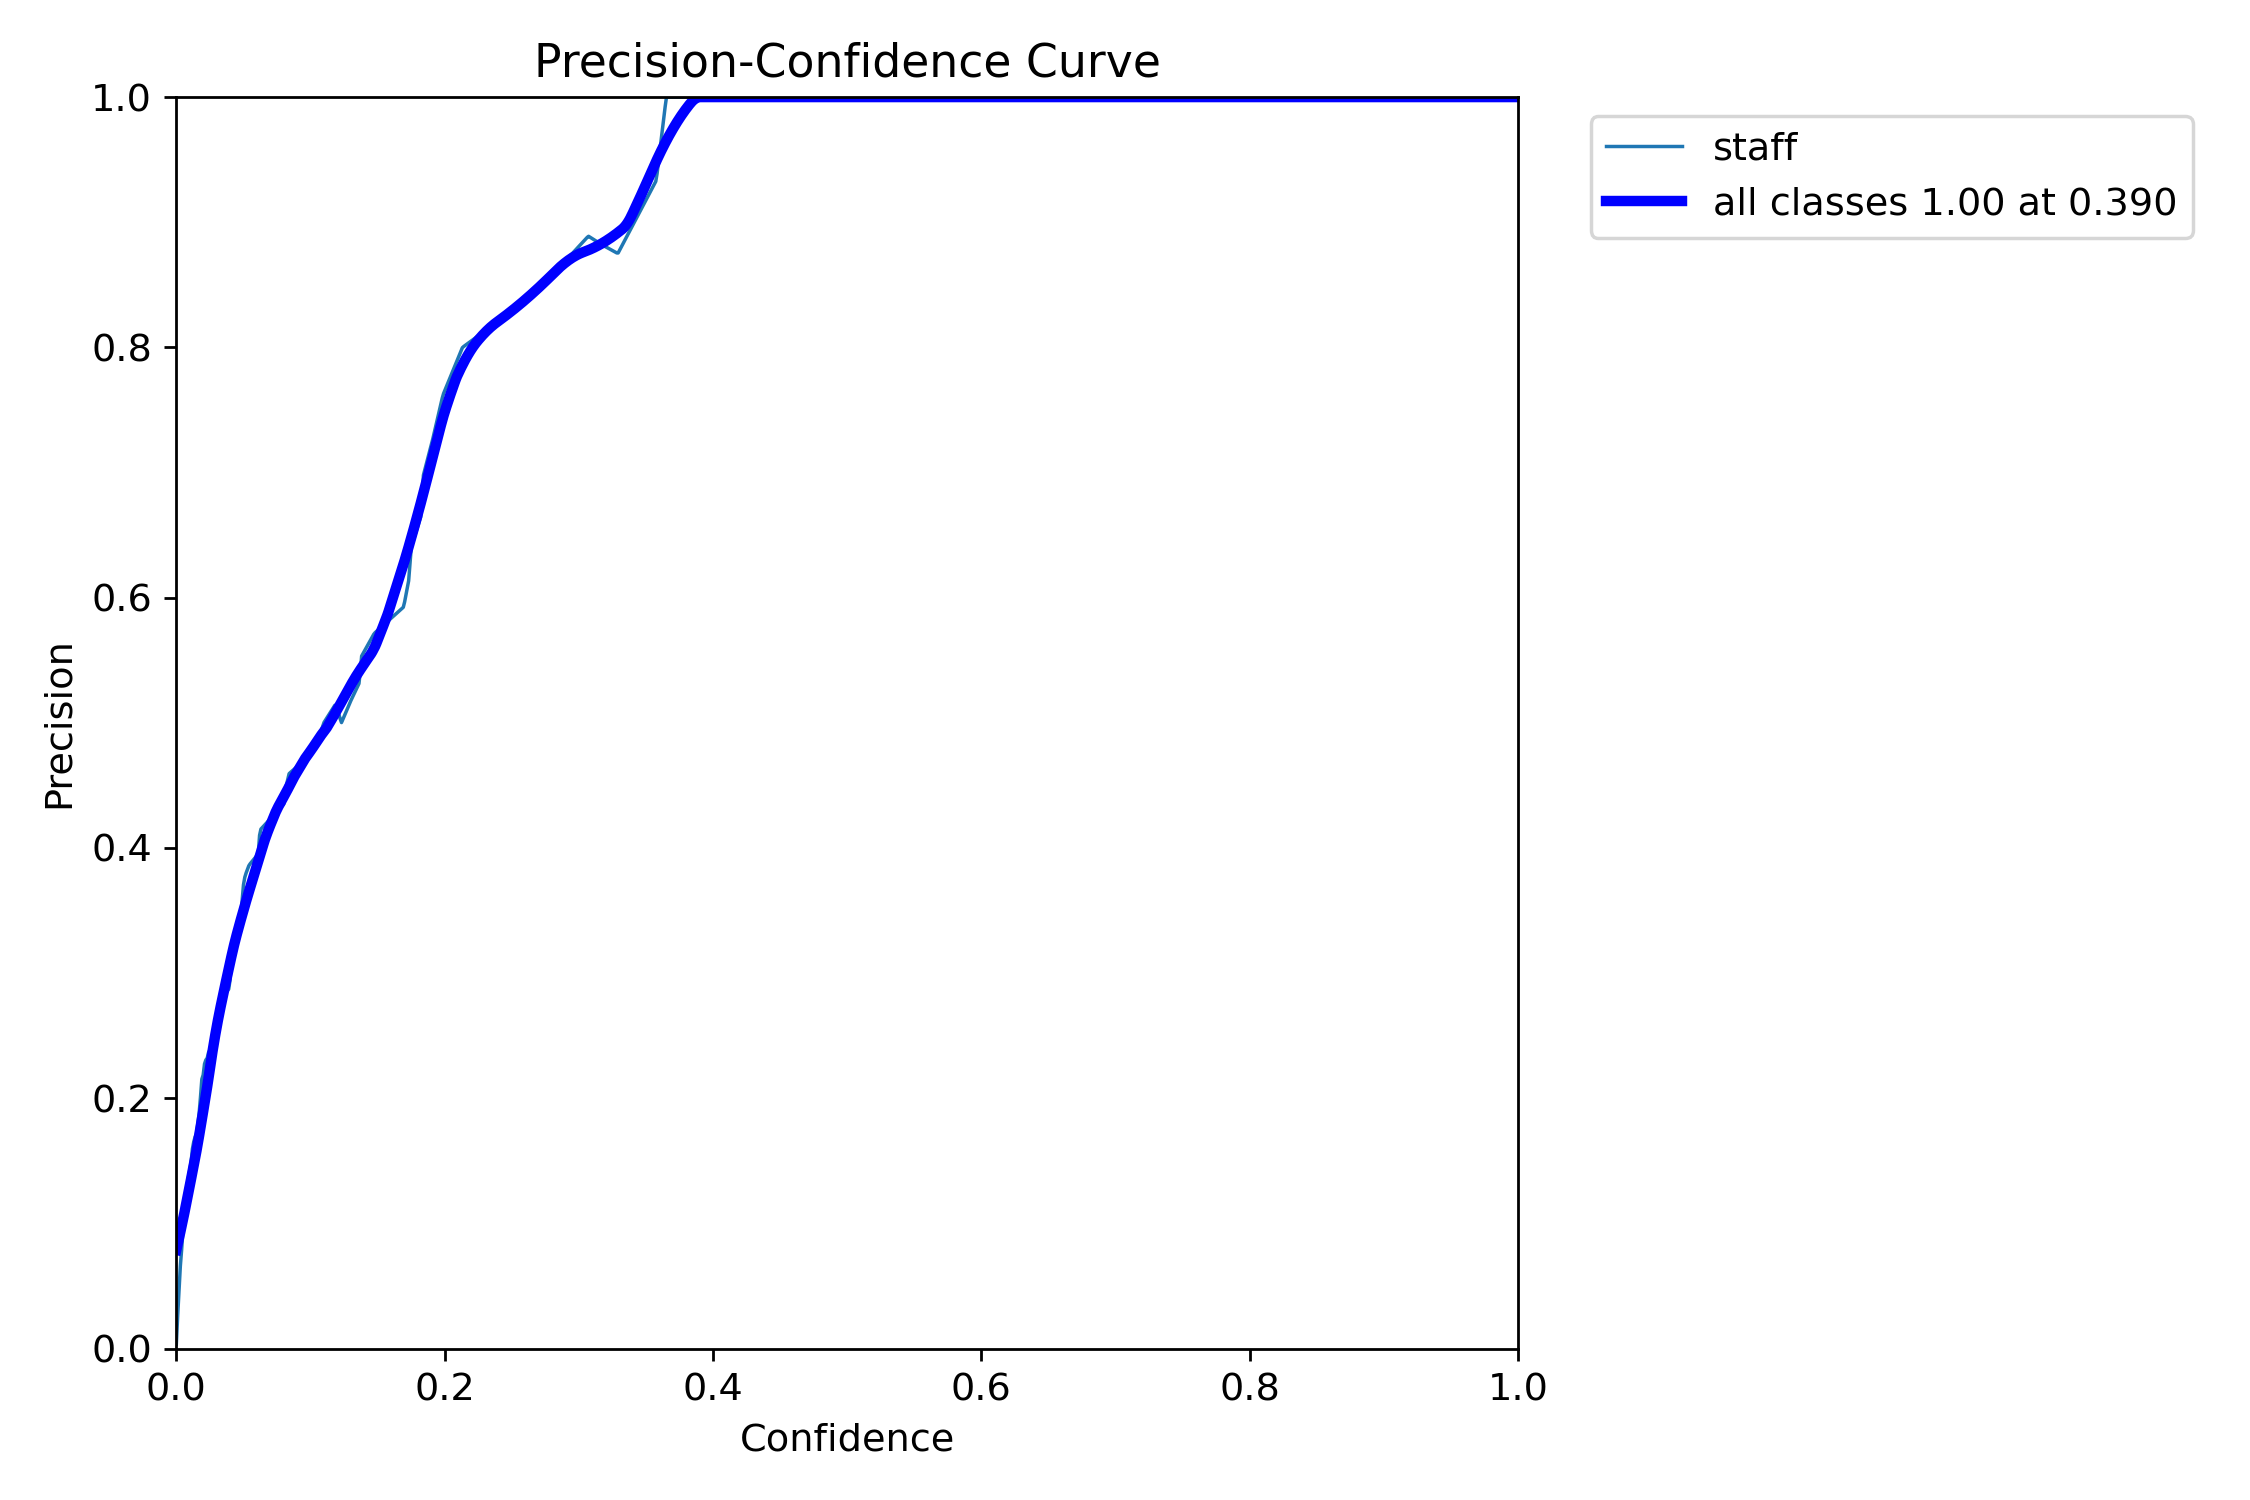 Precision-Confidence Curve
1.0
0.8
0.6
0.4
0.2
0.0
Precision
0.0 0.2 0.4 0.6 0.8 1.0
Confidence
staff
all classes 1.00 at 0.390